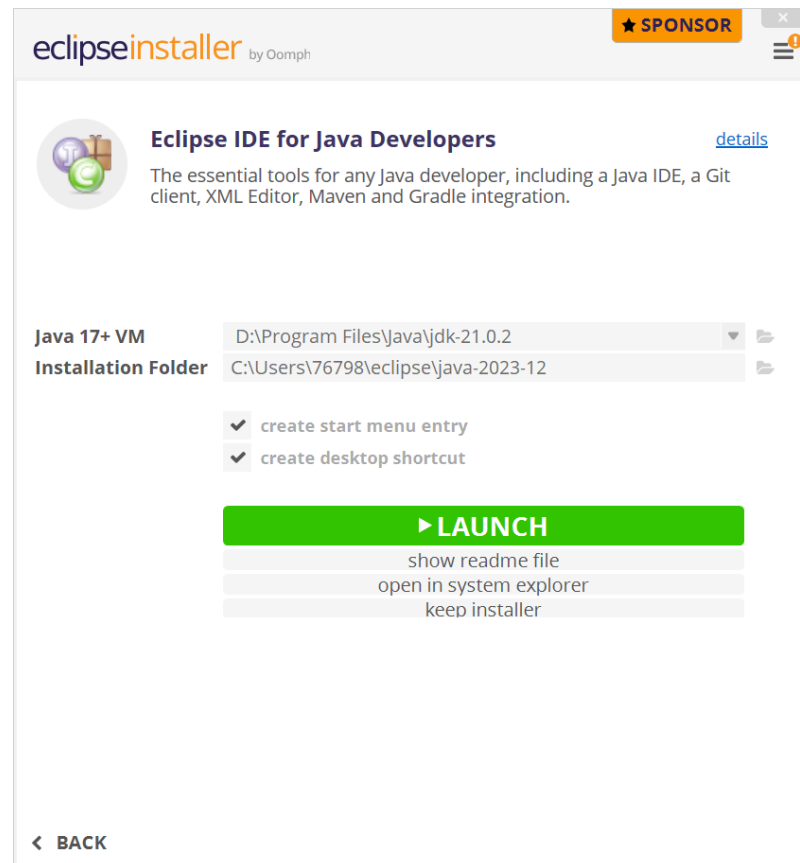 SPONSOR
eclipseinstaller by Oomph
Eclipse IDE for Java Developers details
The essential tools for any Java developer, including a Java IDE, a Git
client, XML Editor, Maven and Gradle integration.
Java 17+ VM D:\Program Files\Java\jdk-21.0.2
Installation Folder C:\Users\76798\eclipse\java-2023-12
create start menu entry
create desktop shortcut
LAUNCH
show readme file
open in system explorer
keep installer
BACK